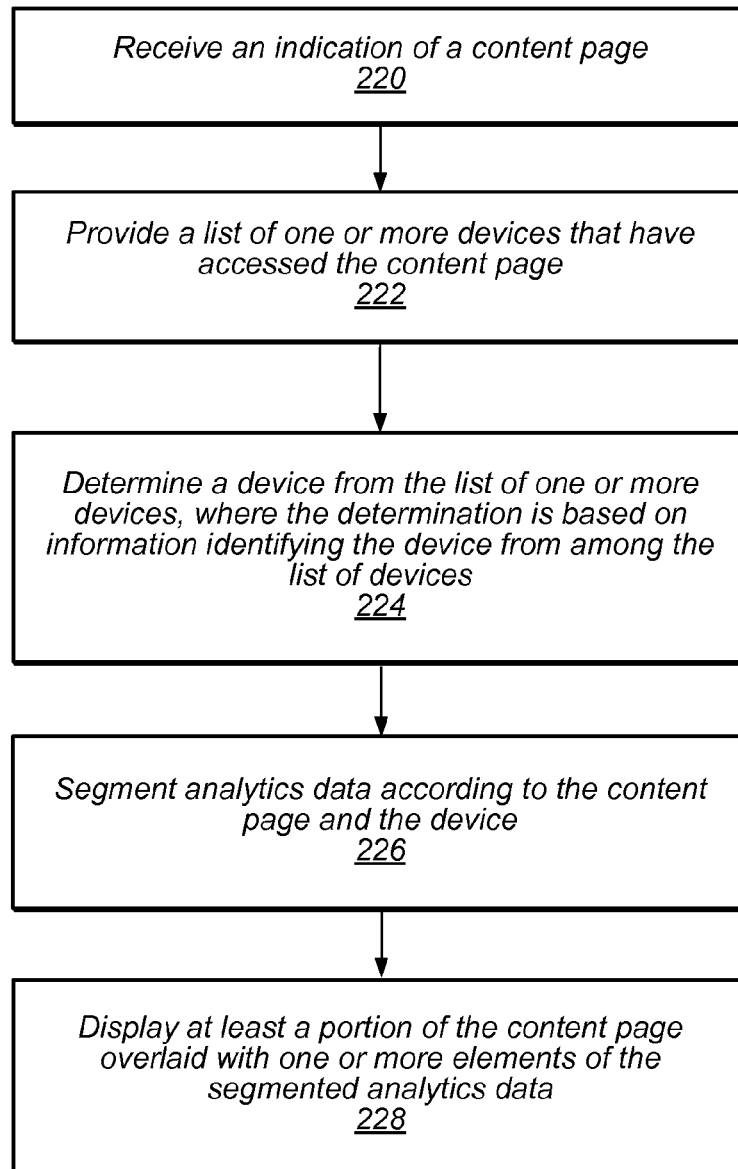 Receive an indication of a content page
220
Provide a list of one or more devices that have
accessed the content page
222
Determine a device from the list of one or more
devices, where the determination is based on
information identifying the device from among the
list of devices
224
Segment analytics data according to the content
page and the device
226
Display at least a portion of the content page
overlaid with one or more elements of the
segmented analytics data
228